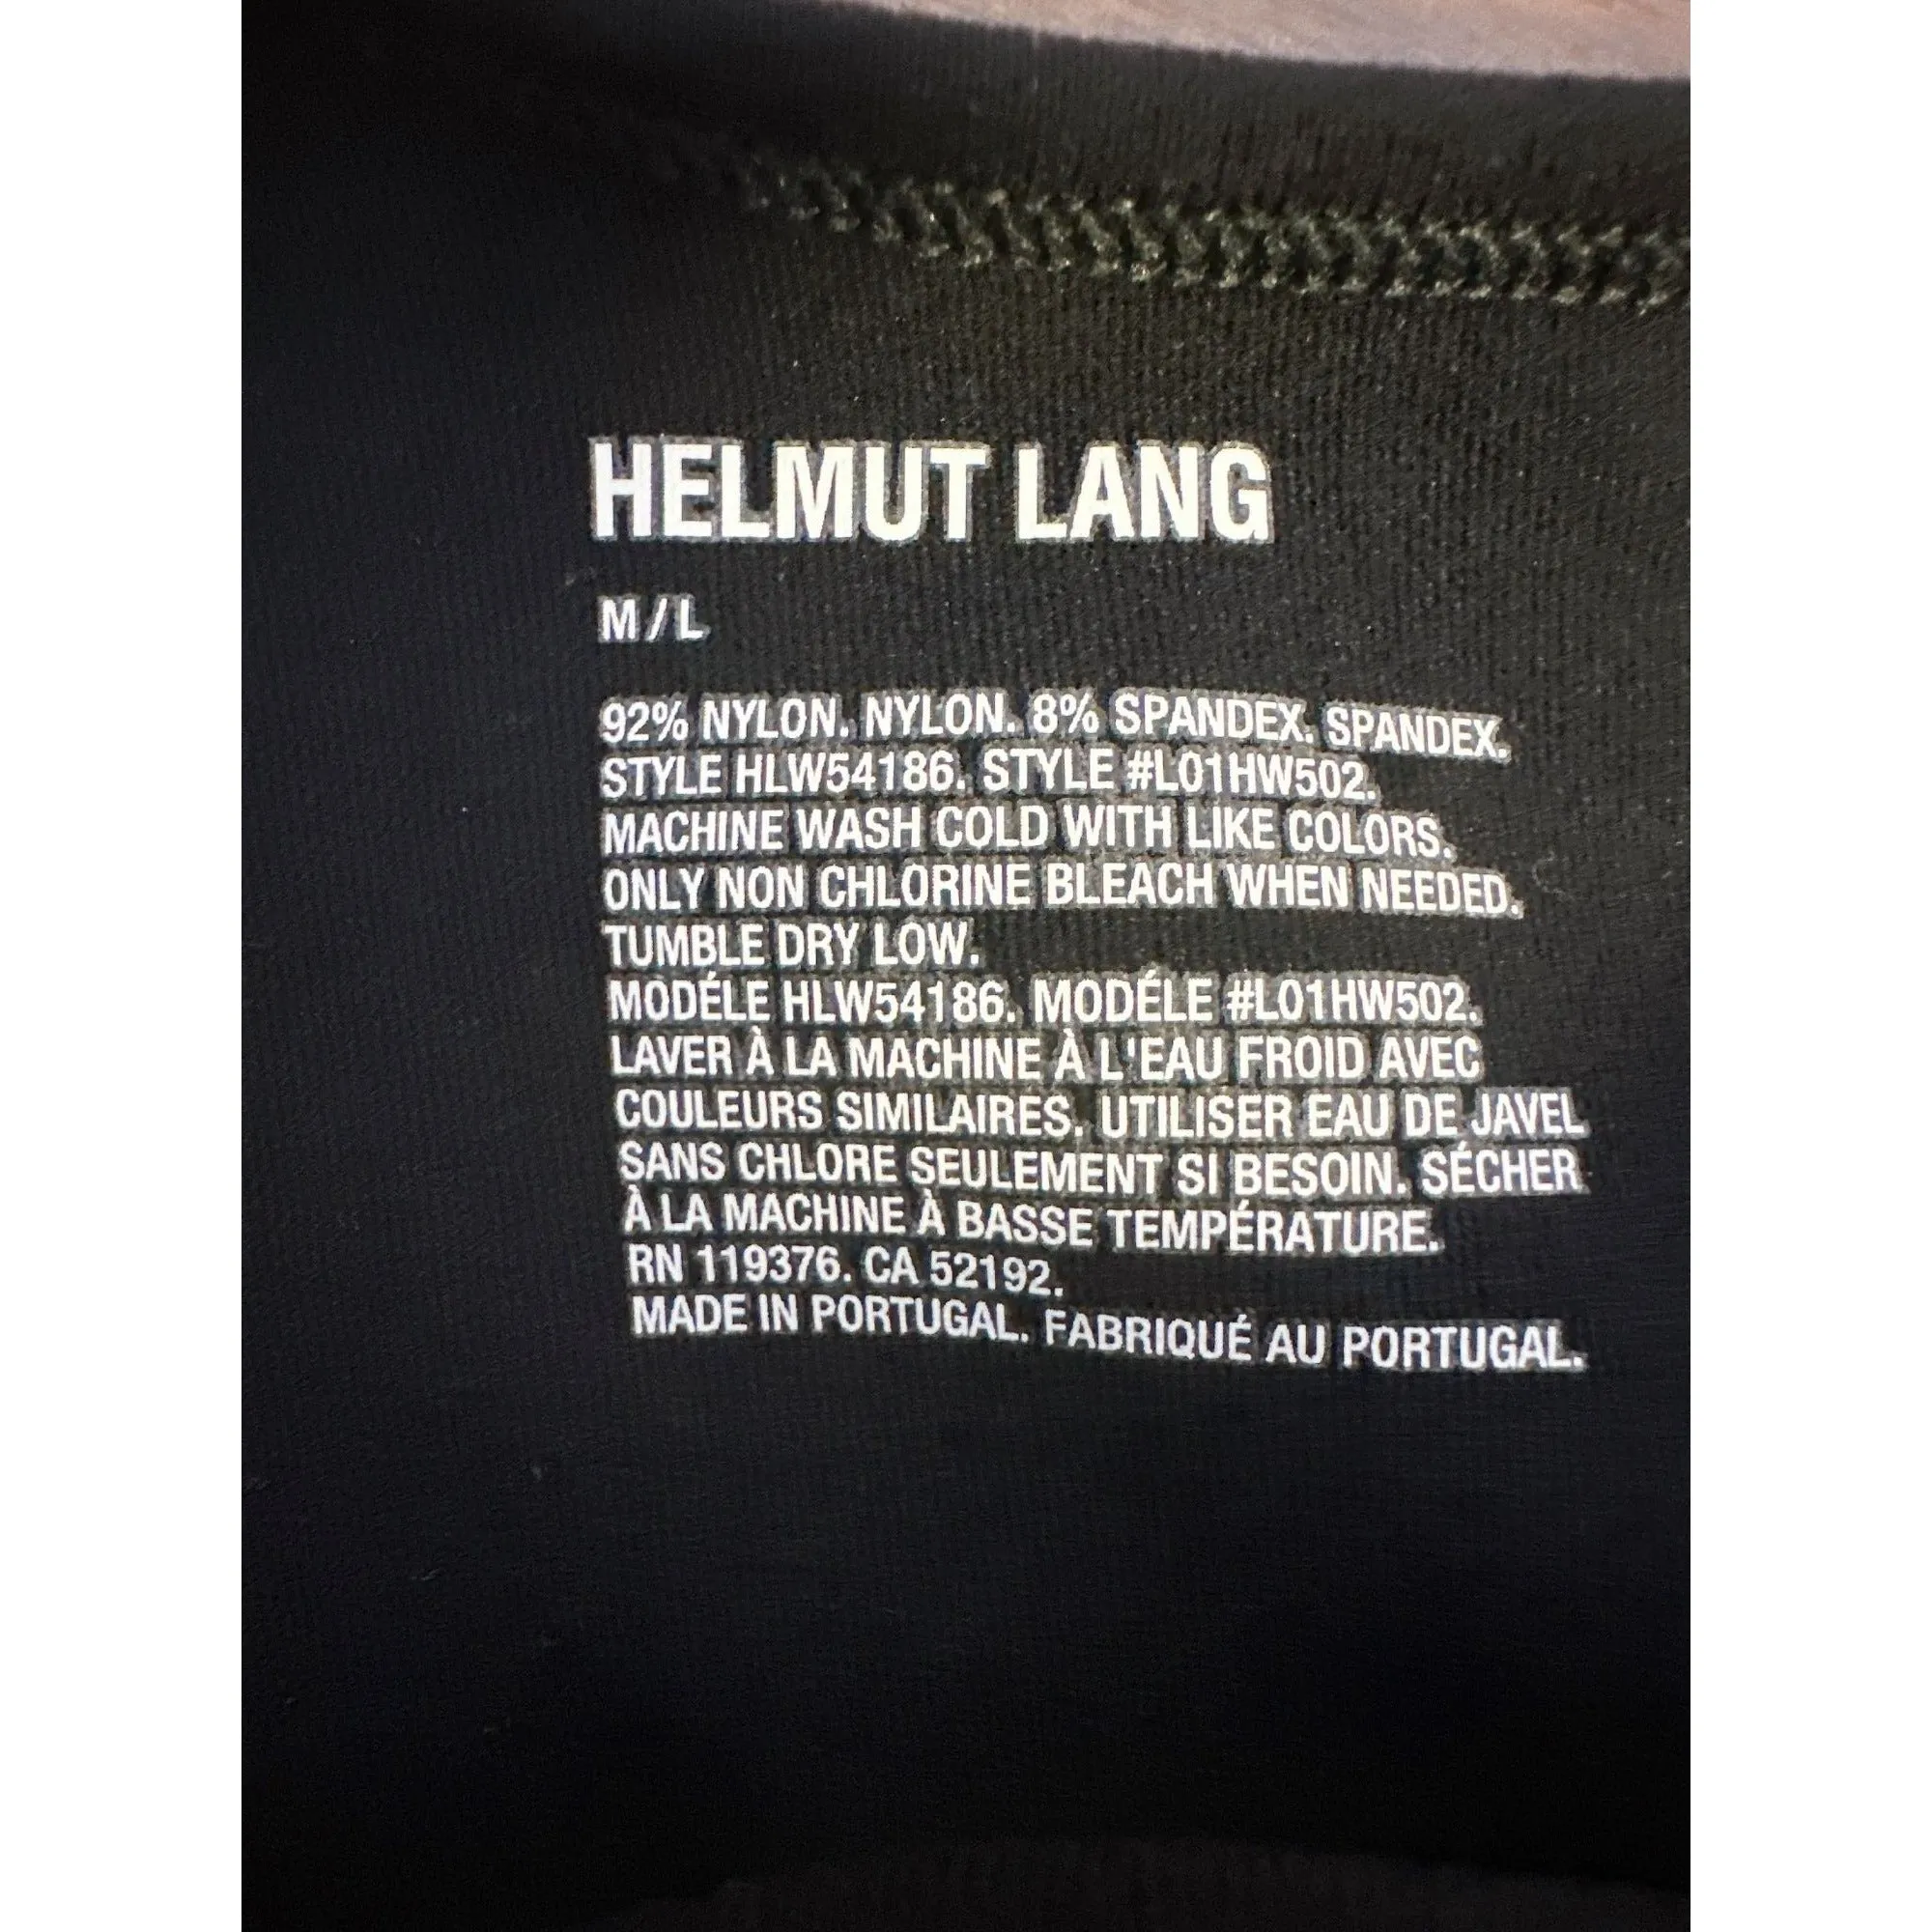 HELMUT LANG
M/L
92% NYLON. NYLON. 8% SPANDEX. SPANDEX.
STYLE HLW54186. STYLE #L01HW502.
MACHINE WASH COLD WITH LIKE COLORS.
ONLY NON CHLORINE BLEACH WHEN NEEDED.
TUMBLE DRY LOW.
MODÉLE HLW54186. MODÉLE #L01HW502.
LAVER À LA MACHINE À L'EAU FROID AVEC
COULEURS SIMILAIRES. UTILISER EAU DE JAVEL
SANS CHLORE SEULEMENT SI BESOIN. SÉCHER
À LA MACHINE À BASSE TEMPÉRATURE.
RN 119376. CA 52192.
MADE IN PORTUGAL. FABRIQUÉ AU PORTUGAL.